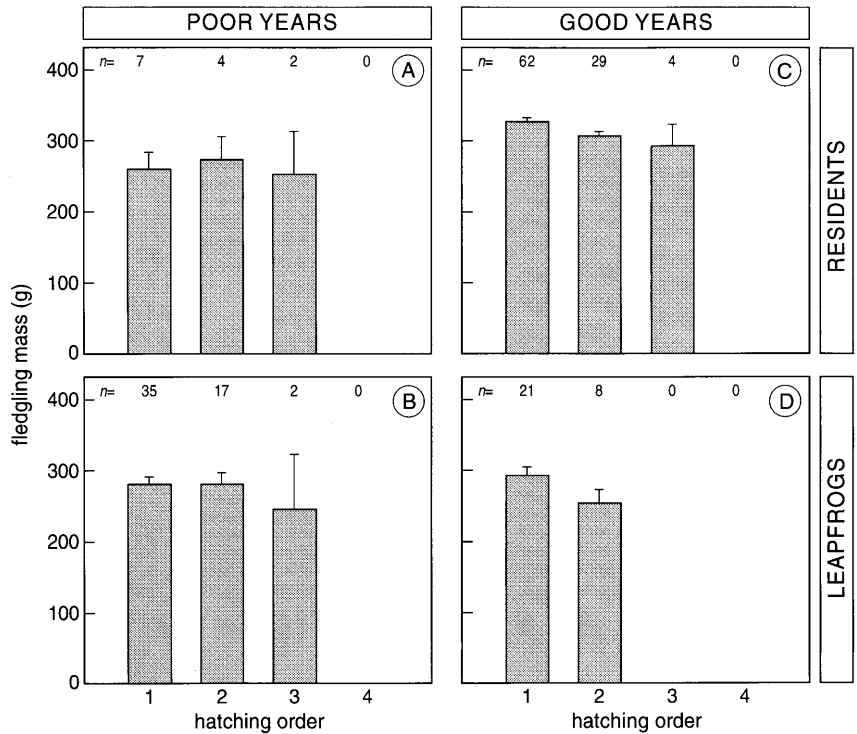 POOR YEARS
GOOD YEARS
n= 7 4 2 0 A
n= 62 29 4 0 C
400
300
200
100
0
RESIDENTS
fledgling mass (g)
n= 35 17 2 0 B
n= 21 8 0 0 D
400
300
200
100
0
LEAPFROGS
1 2 3 4
1 2 3 4
hatching order
hatching order